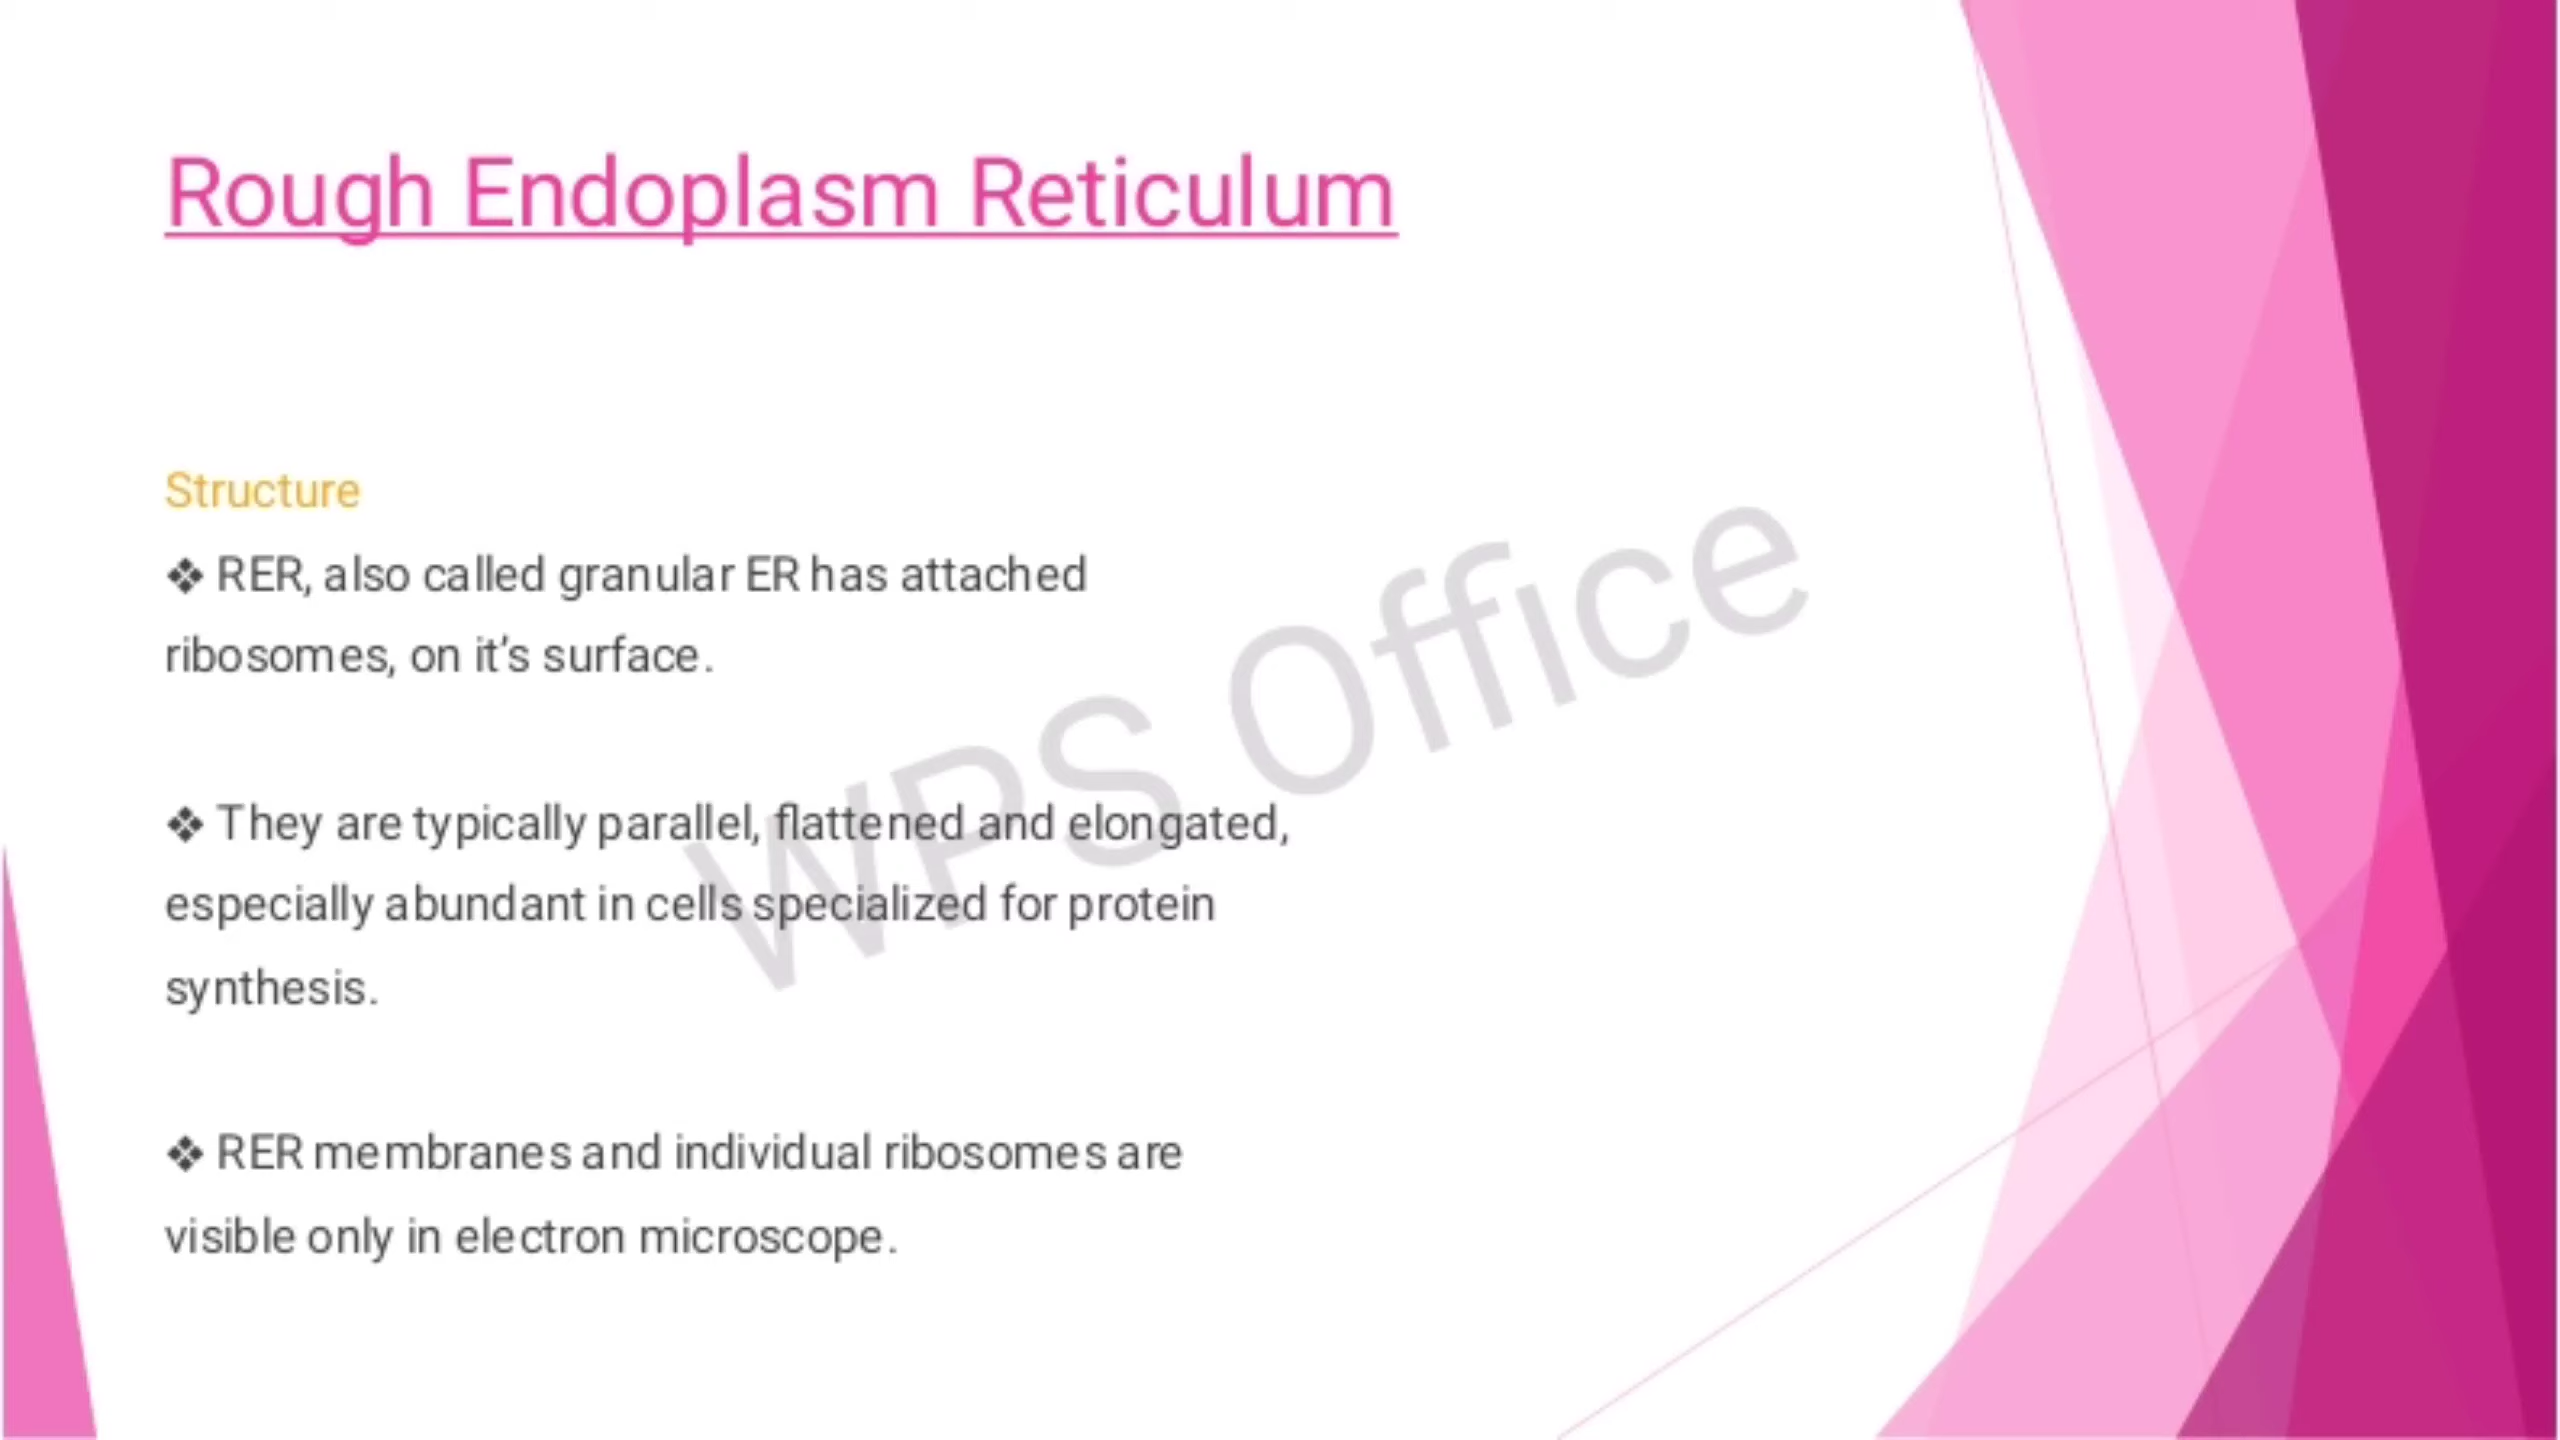 Rough Endoplasm Reticulum
Structure
❖ RER, also called granular ER has attached
ribosomes, on it’s surface.
❖ They are typically parallel, flattened and elongated,
especially abundant in cells specialized for protein
synthesis.
❖ RER membranes and individual ribosomes are
visible only in electron microscope.
WPS Office